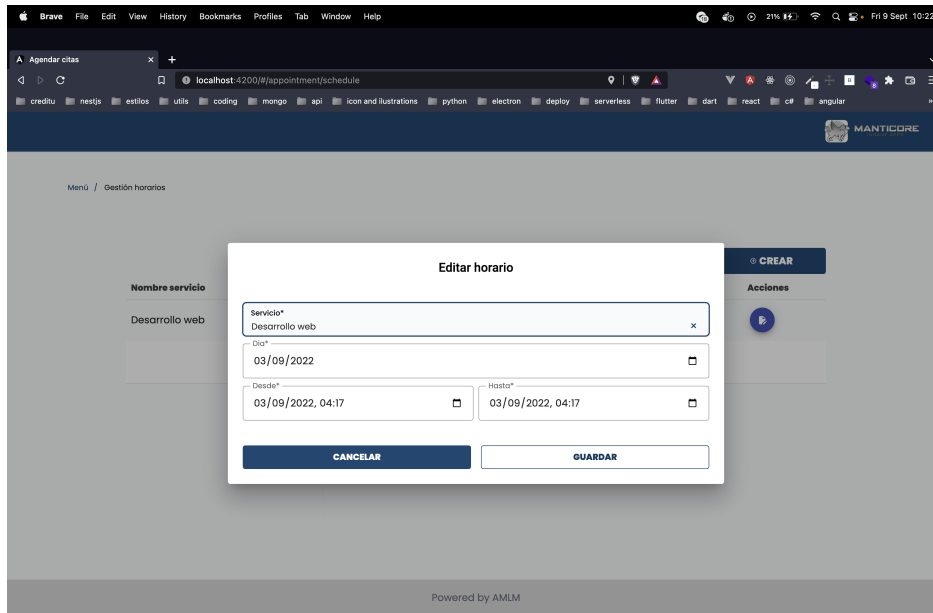 Brave File Edit View History Bookmarks Profiles Tab Window Help 21% Fri 9 Sept 10:22
Agendar citas
localhost:4200/#/appointment/schedule
creditu nestjs estilos utils coding mongo api icon and ilustrations python electron deploy serverless flutter dart react c# angular
MANTICORE
Menú / Gestión horarios
CREAR
Nombre servicio Acciones
Desarrollo web
Editar horario
Servicio*
Desarrollo web
Día*
03/09/2022
Desde* Hasta*
03/09/2022, 04:17 03/09/2022, 04:17
CANCELAR GUARDAR
Powered by AMLM